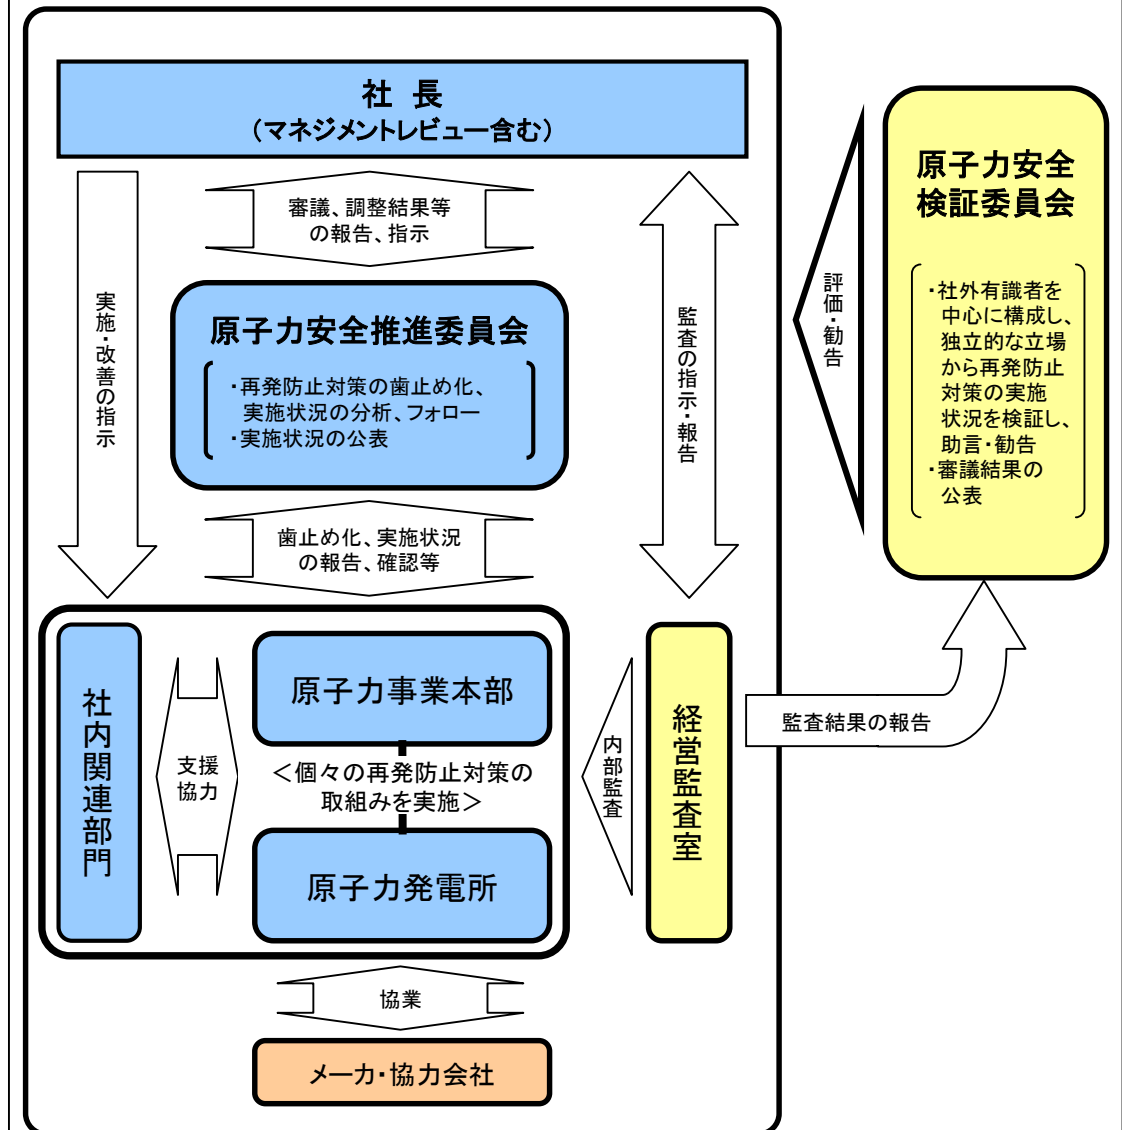 社 長
（マネジメントレビュー含む）
審議、調整結果等
の報告、指示
実施・改善の指示
原子力安全推進委員会
・再発防止対策の歯止め化、
実施状況の分析、フォロー
・実施状況の公表
監査の指示・報告
評価・勧告
原子力安全
検証委員会
・社外有識者を
中心に構成し、
独立的な立場
から再発防止
対策の実施
状況を検証し、
助言・勧告
・審議結果の
公表
歯止め化、実施状況
の報告、確認等
社内関連部門
支援
協力
原子力事業本部
＜個々の再発防止対策の
取組みを実施＞
原子力発電所
内部監査
経営監査室
監査結果の報告
協業
メーカ・協力会社